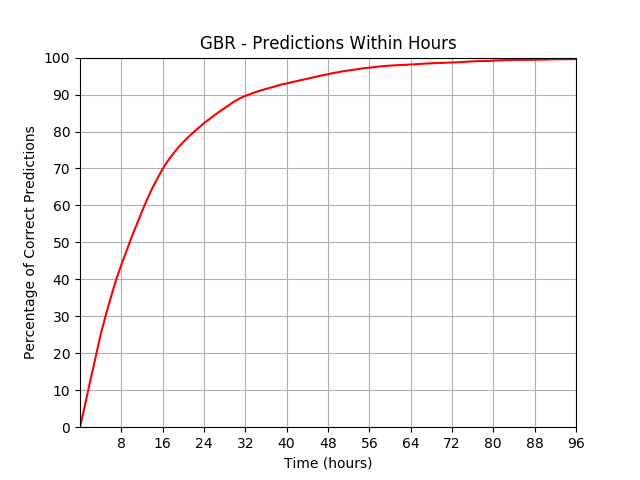 GBR - Predictions Within Hours
100
90
80
70
60
50
40
30
20
10
0
Percentage of Correct Predictions
8 16 24 32 40 48 56 64 72 80 88 96
Time (hours)